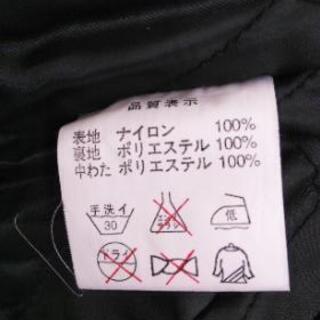 品質表示
表地 ナイロン 100%
裏地 ポリエステル 100%
中わた ポリエステル 100%
手洗イ
30
低
ドライ